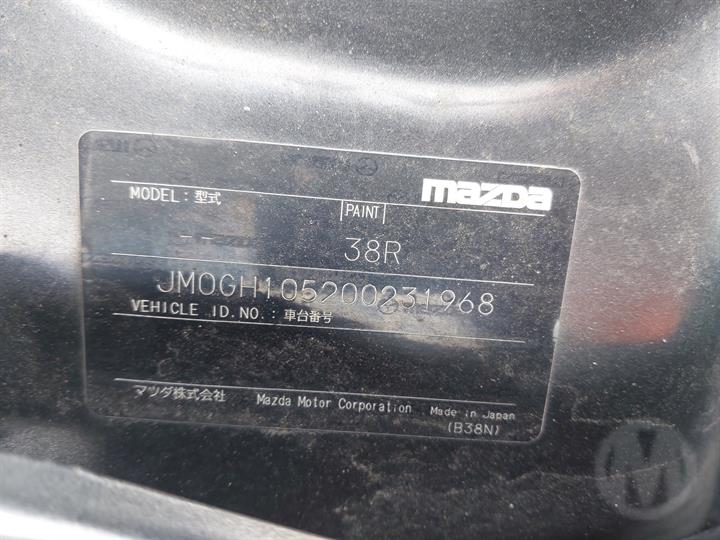 mazda
MODEL : 型式
PAINT
38R
JM0GH105200231968
VEHICLE ID.NO. : 車台番号
マツダ株式会社 Mazda Motor Corporation Made in Japan
(B38N)
M